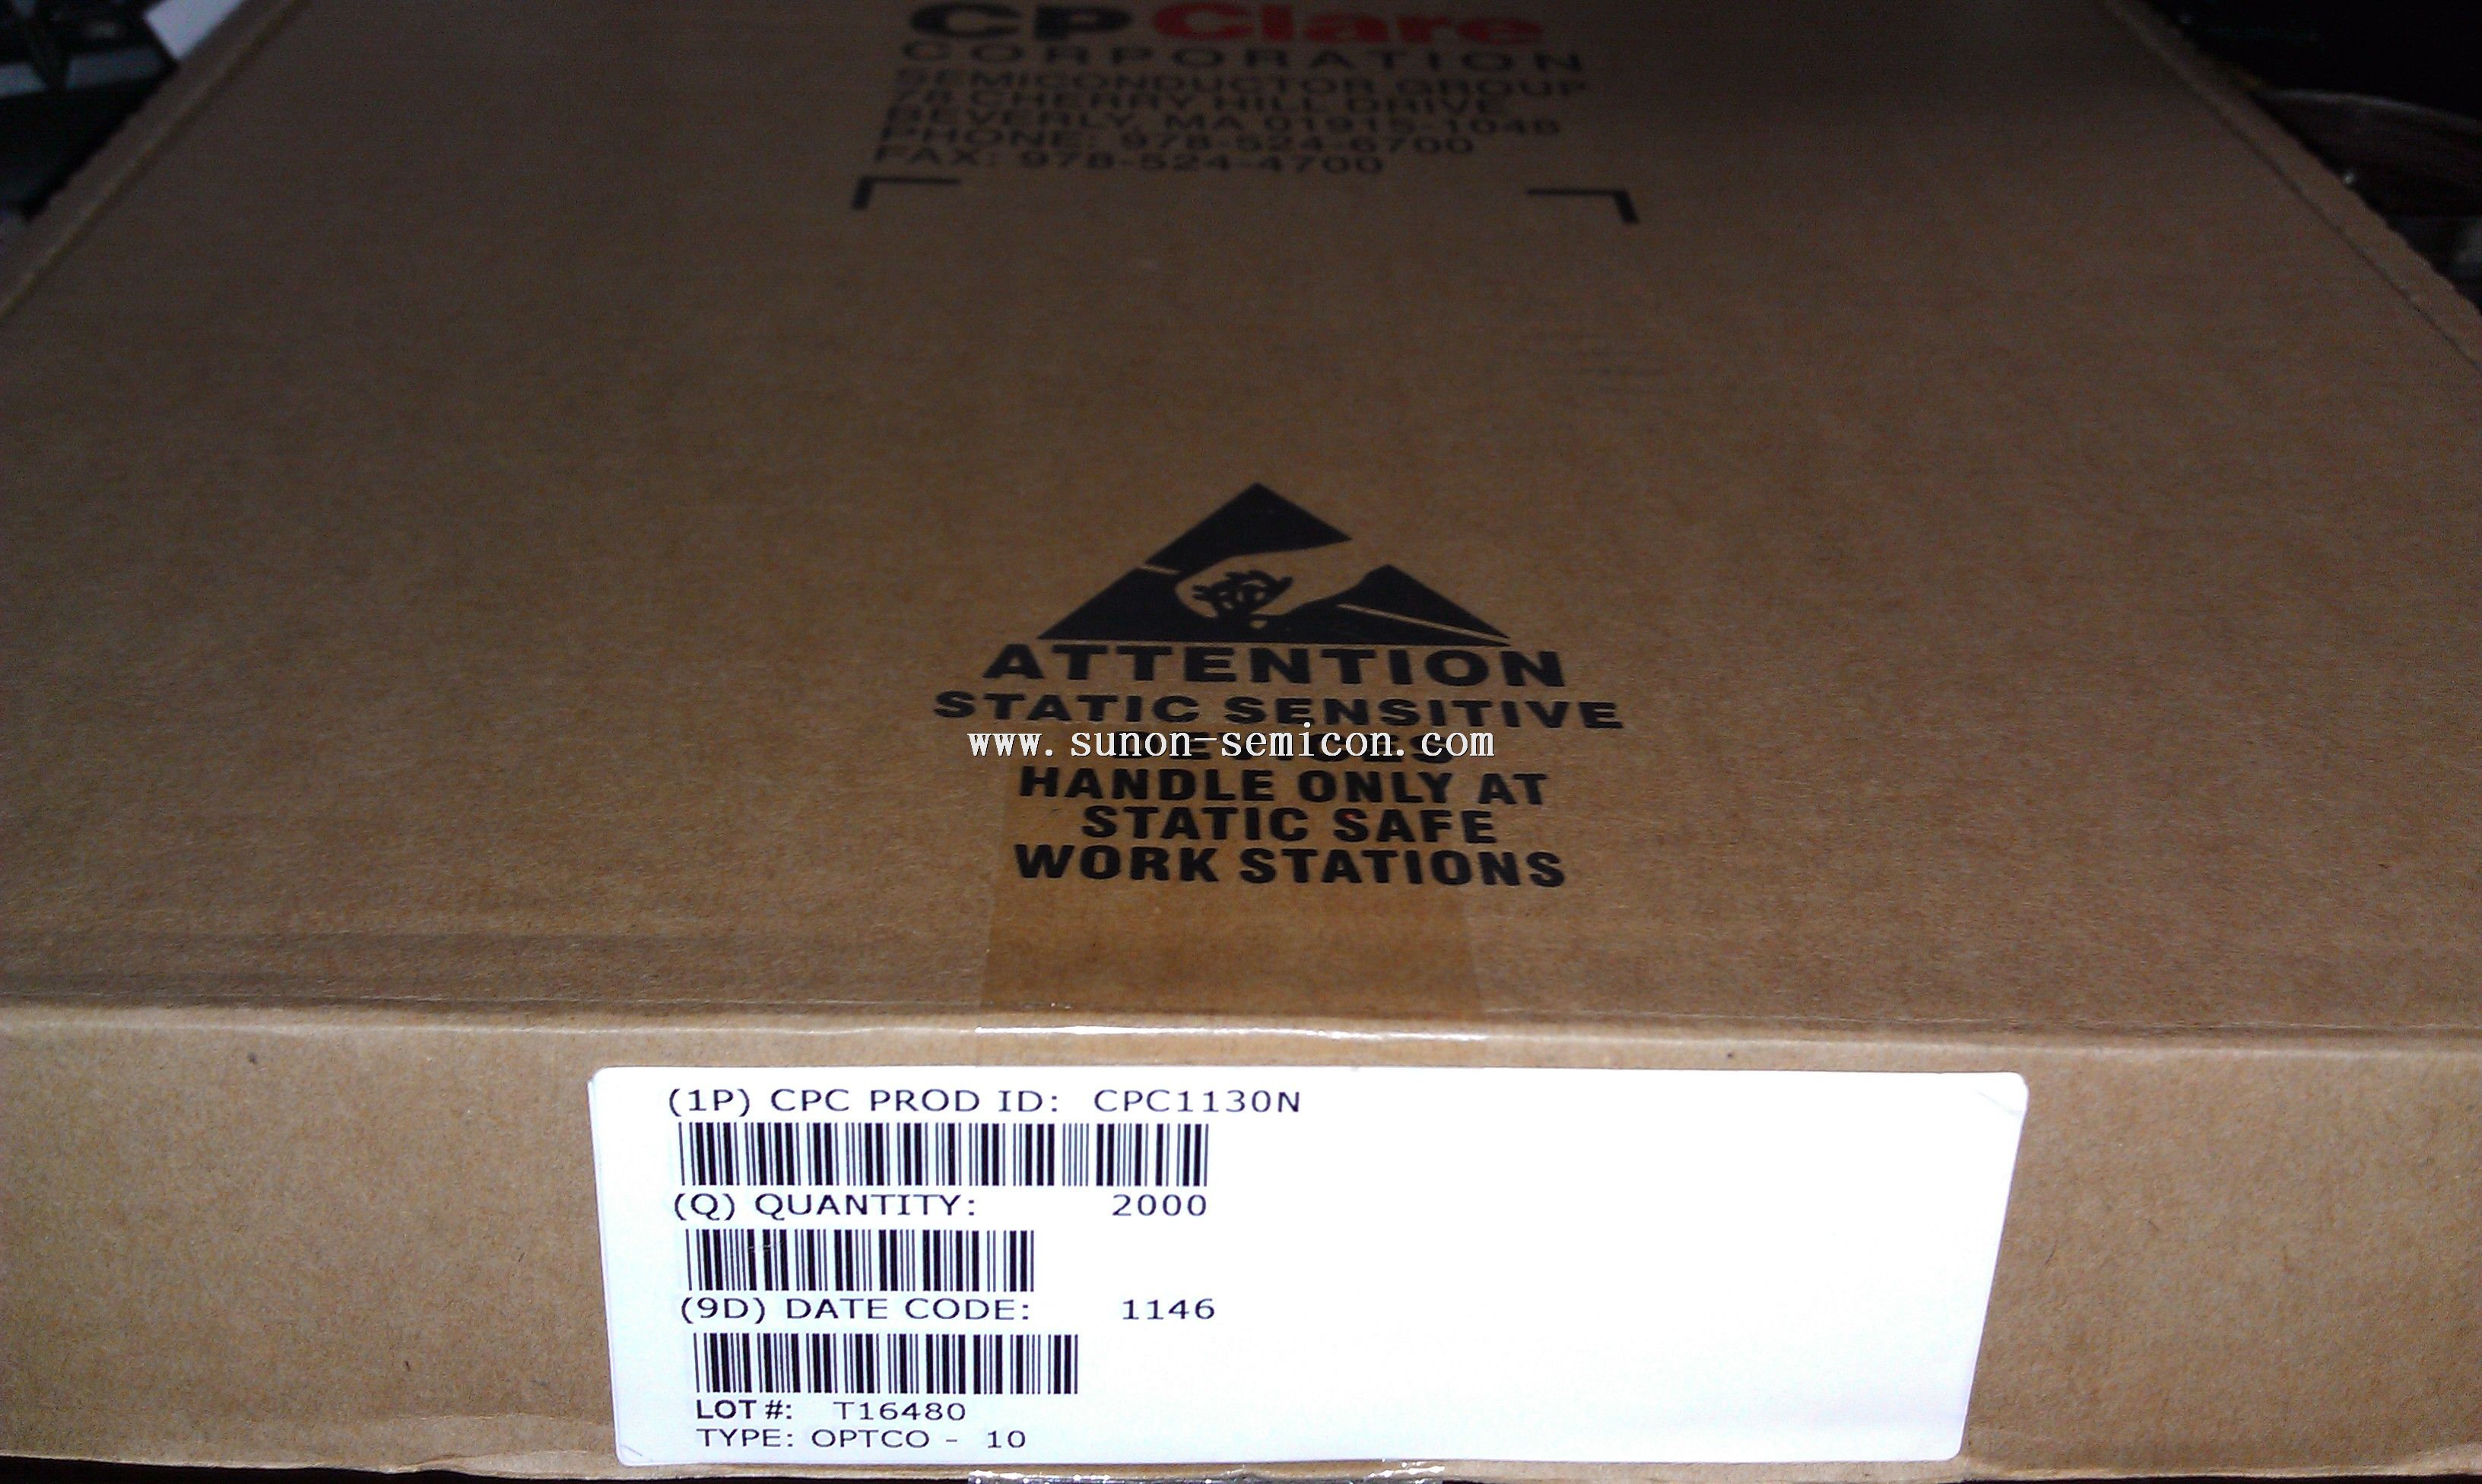 CPClare
CORPORATION
SEMICONDUCTOR GROUP
78 CHERRY HILL DRIVE
BEVERLY, MA 01915-1048
PHONE: 978-524-6700
FAX: 978-524-4700
ATTENTION
STATIC SENSITIVE
DEVICES
www.sunon-semicon.com
HANDLE ONLY AT
STATIC SAFE
WORK STATIONS
(1P) CPC PROD ID: CPC1130N
(Q) QUANTITY: 2000
(9D) DATE CODE: 1146
LOT#: T16480
TYPE: OPTCO - 10